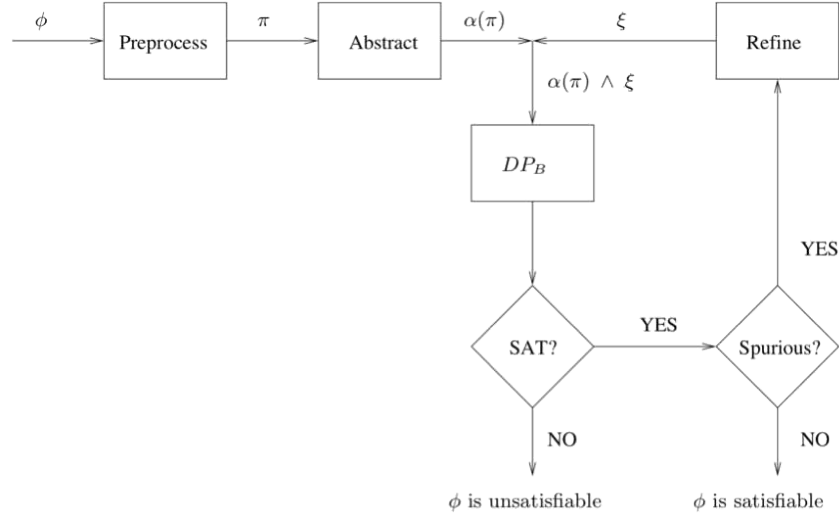 ϕ
Preprocess
π
Abstract
α(π)
ξ
Refine
α(π) ∧ ξ
DP_B
YES
SAT?
YES
Spurious?
NO
NO
ϕ is unsatisfiable
ϕ is satisfiable